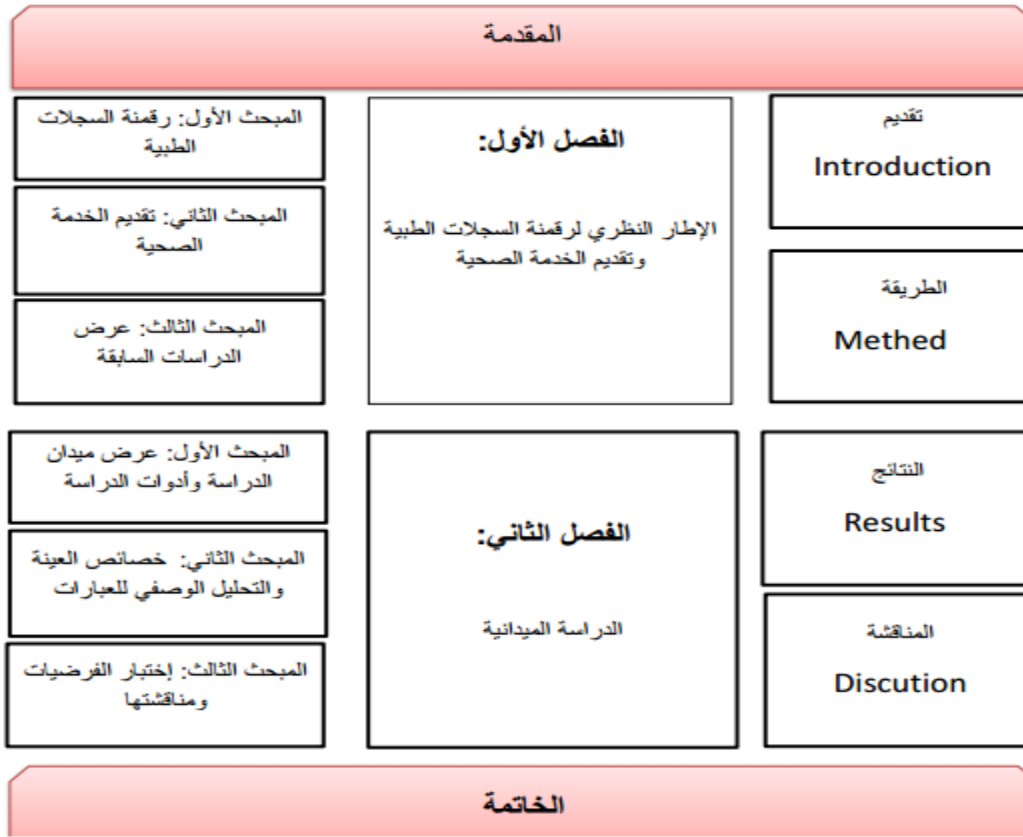 المقدمة
تقديم
Introduction
الطريقة
Methed
الفصل الأول:
الإطار النظري لرقمنة السجلات الطبية
وتقديم الخدمة الصحية
المبحث الأول: رقمنة السجلات
الطبية
المبحث الثاني: تقديم الخدمة
الصحية
المبحث الثالث: عرض
الدراسات السابقة
النتائج
Results
المناقشة
Discution
الفصل الثاني:
الدراسة الميدانية
المبحث الأول: عرض ميدان
الدراسة وأدوات الدراسة
المبحث الثاني: خصائص العينة
والتحليل الوصفي للعبارات
المبحث الثالث: إختبار الفرضيات
ومناقشتها
الخاتمة